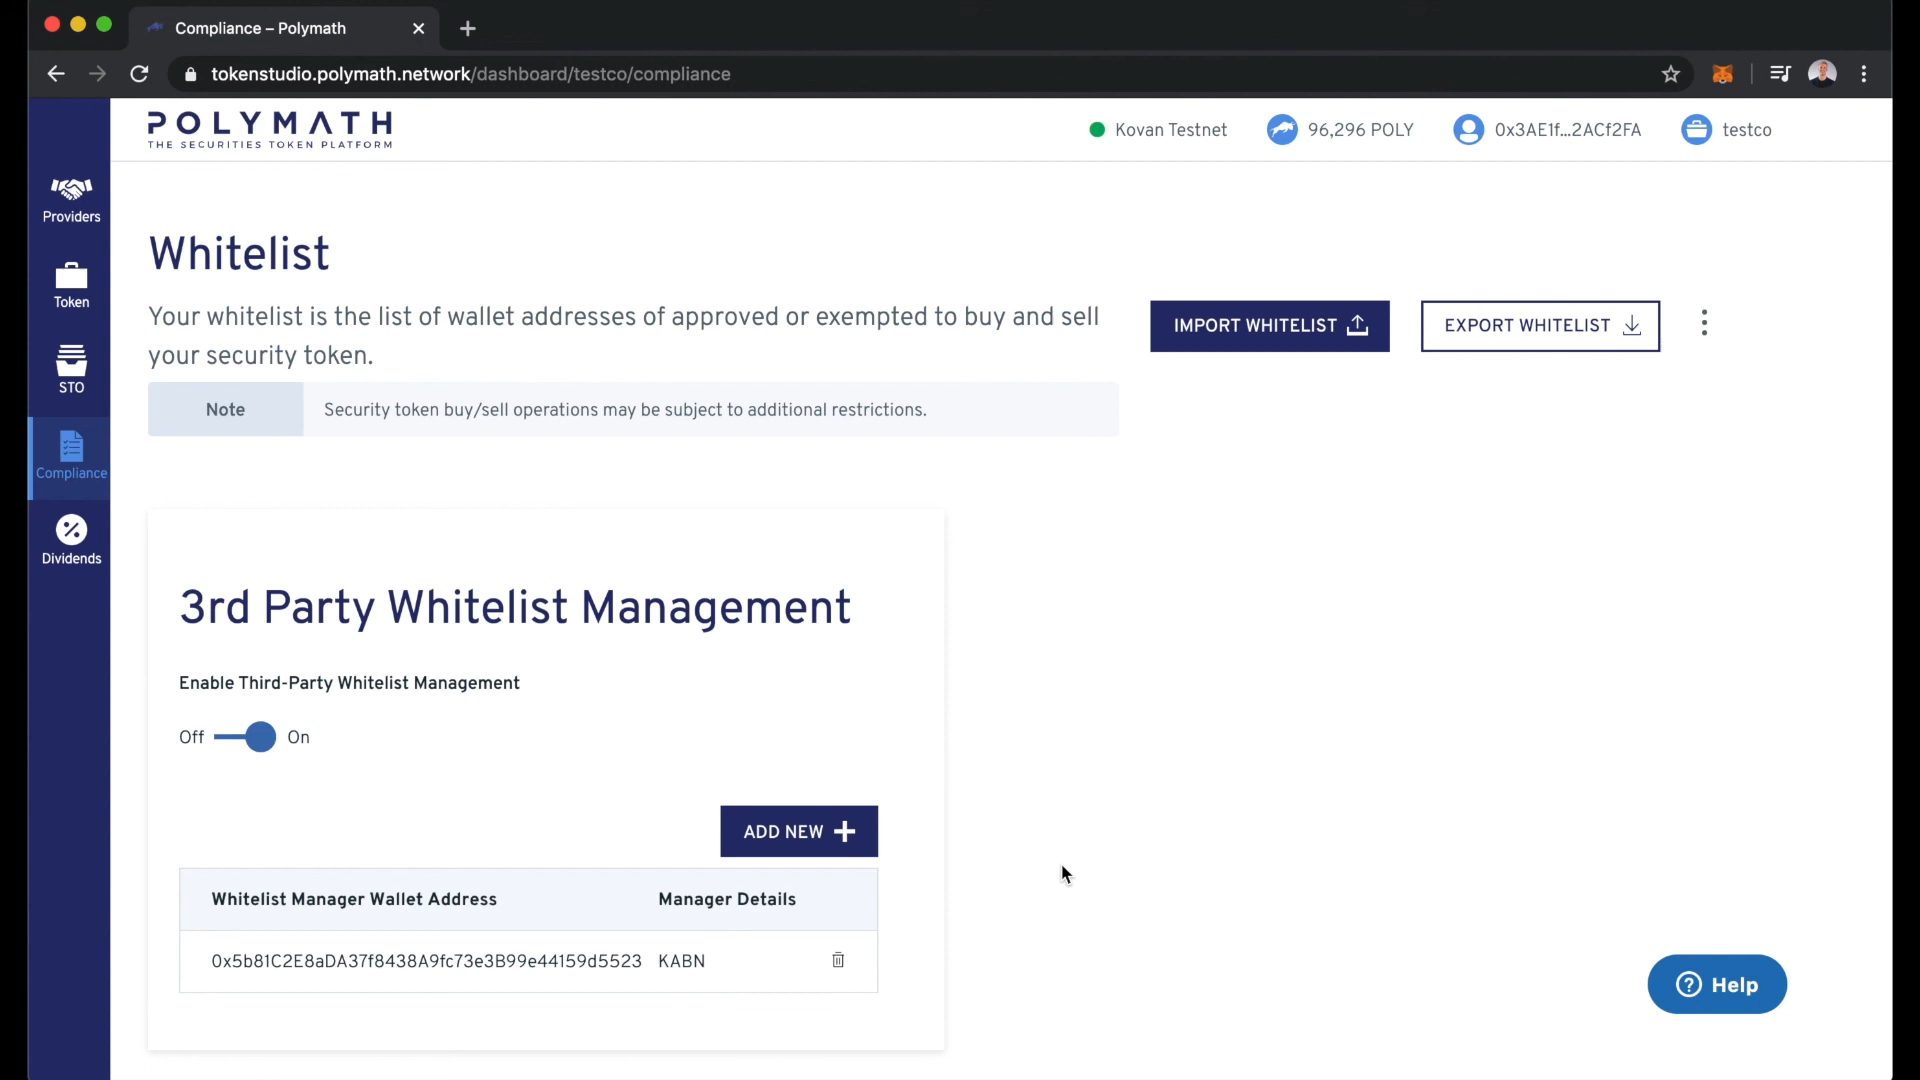 Compliance – Polymath
tokenstudio.polymath.network/dashboard/testco/compliance
POLYMATH
THE SECURITIES TOKEN PLATFORM
Kovan Testnet
96,296 POLY
0x3AE1f...2ACf2FA
testco
Providers
Token
STO
Compliance
Dividends
Whitelist
Your whitelist is the list of wallet addresses of approved or exempted to buy and sell
your security token.
IMPORT WHITELIST
EXPORT WHITELIST
Note
Security token buy/sell operations may be subject to additional restrictions.
3rd Party Whitelist Management
Enable Third-Party Whitelist Management
Off On
ADD NEW
Whitelist Manager Wallet Address Manager Details
0x5b81C2E8aDA37f8438A9fc73e3B99e44159d5523 KABN
Help